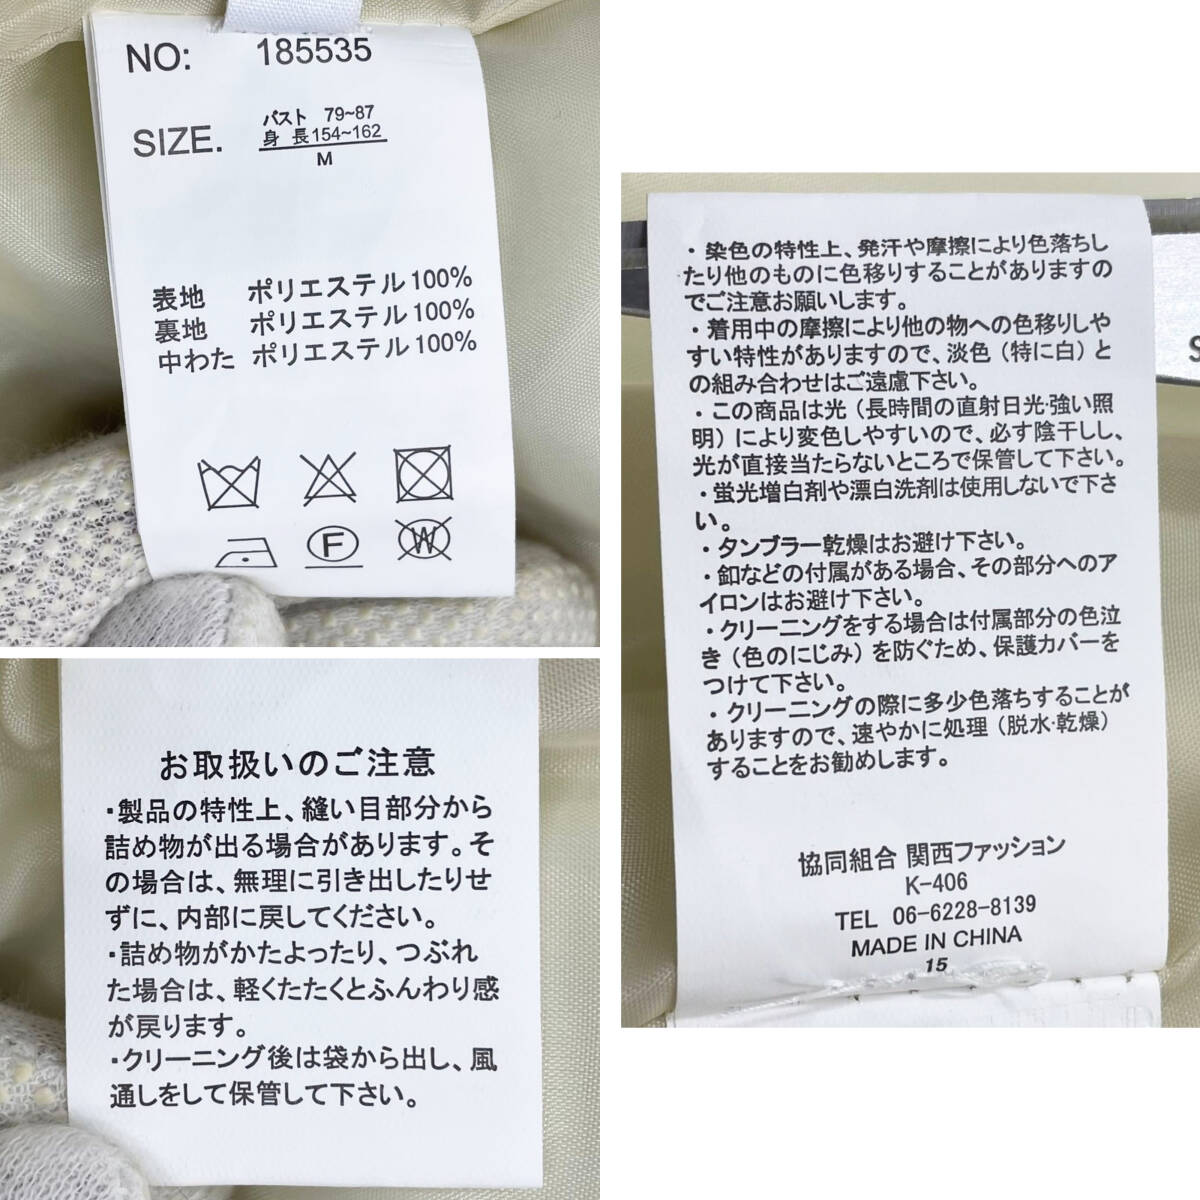 NO: 185535
SIZE.
バスト 79~87
身 長154~162
M
表地 ポリエステル100%
裏地 ポリエステル100%
中わた ポリエステル100%
F
W
お取扱いのご注意
・製品の特性上、縫い目部分から
詰め物が出る場合があります。そ
の場合は、無理に引き出したりせ
ずに、内部に戻してください。
・詰め物がかたよったり、つぶれ
た場合は、軽くたたくとふんわり感
が戻ります。
・クリーニング後は袋から出し、風
通しをして保管して下さい。
・染色の特性上、発汗や摩擦により色落ちし
たり他のものに色移りすることがありますの
でご注意お願いします。
・着用中の摩擦により他の物への色移りしや
すい特性がありますので、淡色（特に白）と
の組み合わせはご遠慮下さい。
・この商品は光（長時間の直射日光・強い照
明）により変色しやすいので、必す陰干しし、
光が直接当たらないところで保管して下さい。
・蛍光増白剤や漂白洗剤は使用しないで下さ
い。
・タンブラー乾燥はお避け下さい。
・釦などの付属がある場合、その部分へのア
イロンはお避け下さい。
・クリーニングをする場合は付属部分の色泣
き（色のにじみ）を防ぐため、保護カバーを
つけて下さい。
・クリーニングの際に多少色落ちすることが
ありますので、速やかに処理（脱水・乾燥）
することをお勧めします。
協同組合 関西ファッション
K-406
TEL 06-6228-8139
MADE IN CHINA
15
S